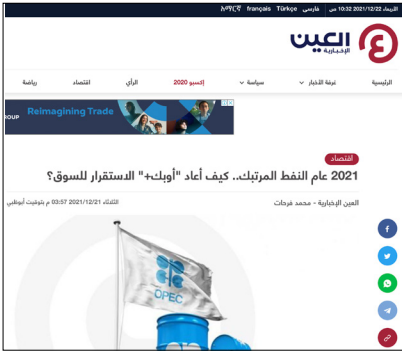 الأربعاء 2021/12/22 10:32 ص فارسی Türkçe français አማርኛ
العين
الإخبارية
الرئيسية غرفة الأخبار سياسة إكسبو 2020 الرأي اقتصاد رياضة
Reimagining Trade
ROUP
اقتصاد
2021 عام النفط المرتبك.. كيف أعاد "أوبك+" الاستقرار للسوق؟
العين الإخبارية - محمد فرحات الثلاثاء 2021/12/21 03:57 م بتوقيت أبوظبي
OPEC